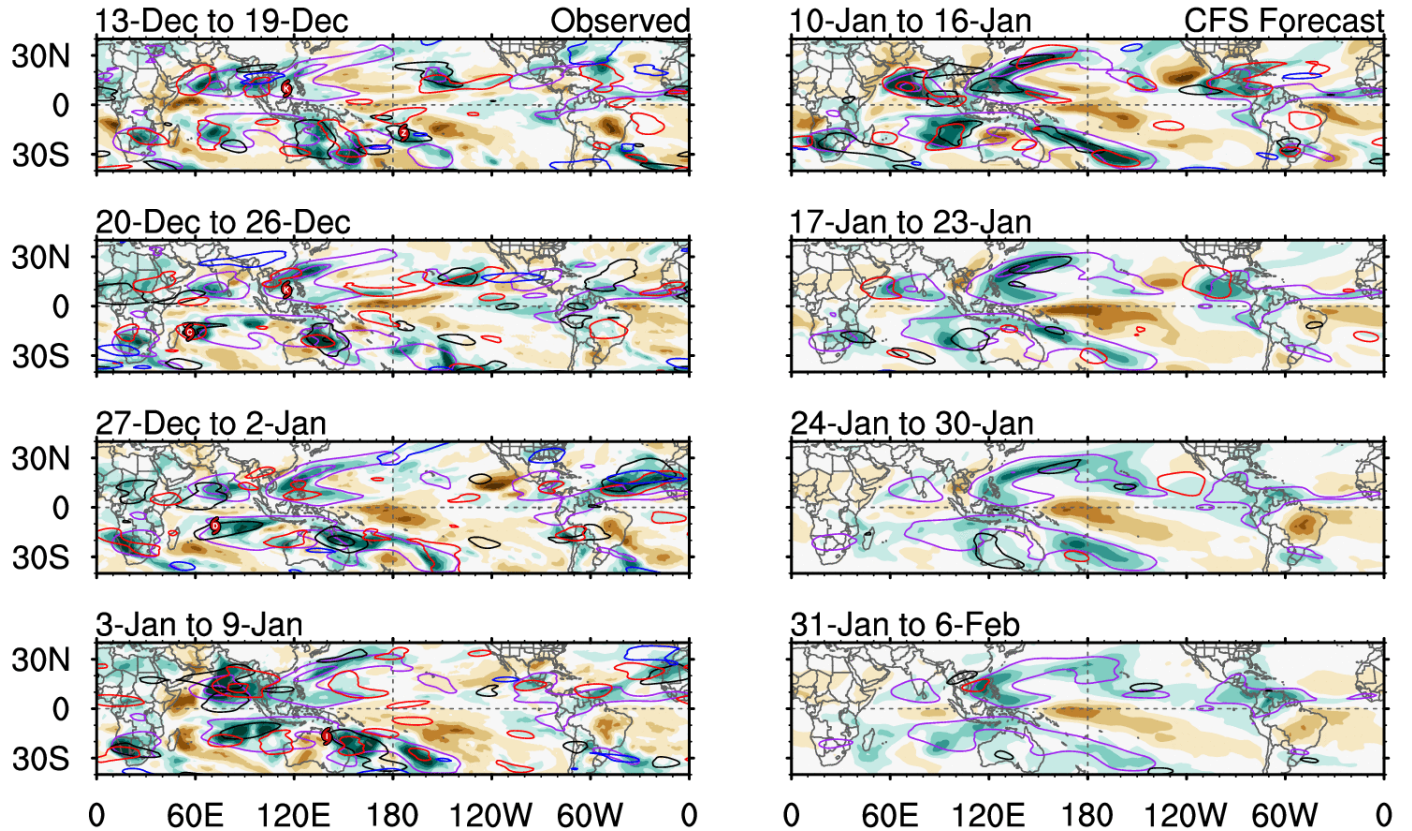 13-Dec to 19-Dec Observed
10-Jan to 16-Jan CFS Forecast
30N
0
30S
20-Dec to 26-Dec
17-Jan to 23-Jan
30N
0
30S
27-Dec to 2-Jan
24-Jan to 30-Jan
30N
0
30S
3-Jan to 9-Jan
31-Jan to 6-Feb
30N
0
30S
0 60E 120E 180 120W 60W 0
0 60E 120E 180 120W 60W 0